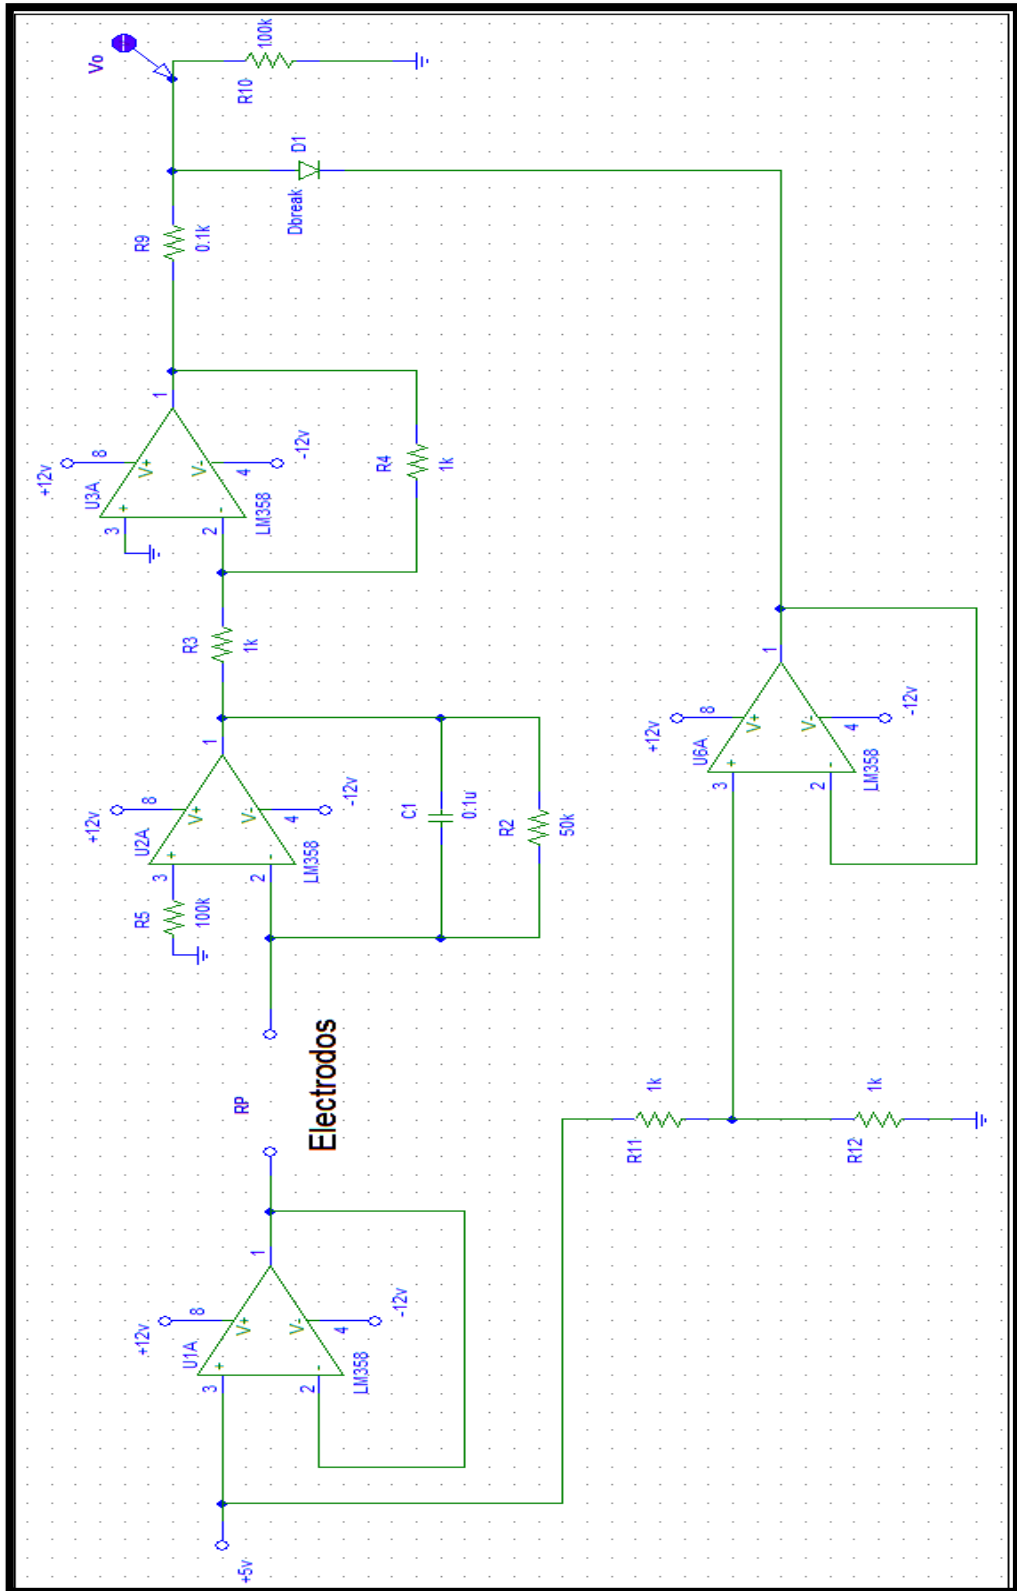 Vo
100k
R10
D1
Dbreak
R9
0.1k
+12v
8
V+
1
U3A
3
+
V-
4
-12v
2
-
LM358
R4
1k
R3
1k
+12v
8
V+
1
U2A
3
+
V-
4
-12v
2
-
LM358
R5
100k
C1
0.1u
R2
50k
+12v
8
V+
1
U6A
3
+
V-
4
-12v
2
-
LM358
RP
Electrodos
R11
1k
R12
1k
+12v
8
V+
1
U1A
3
+
V-
4
-12v
2
-
LM358
+5v